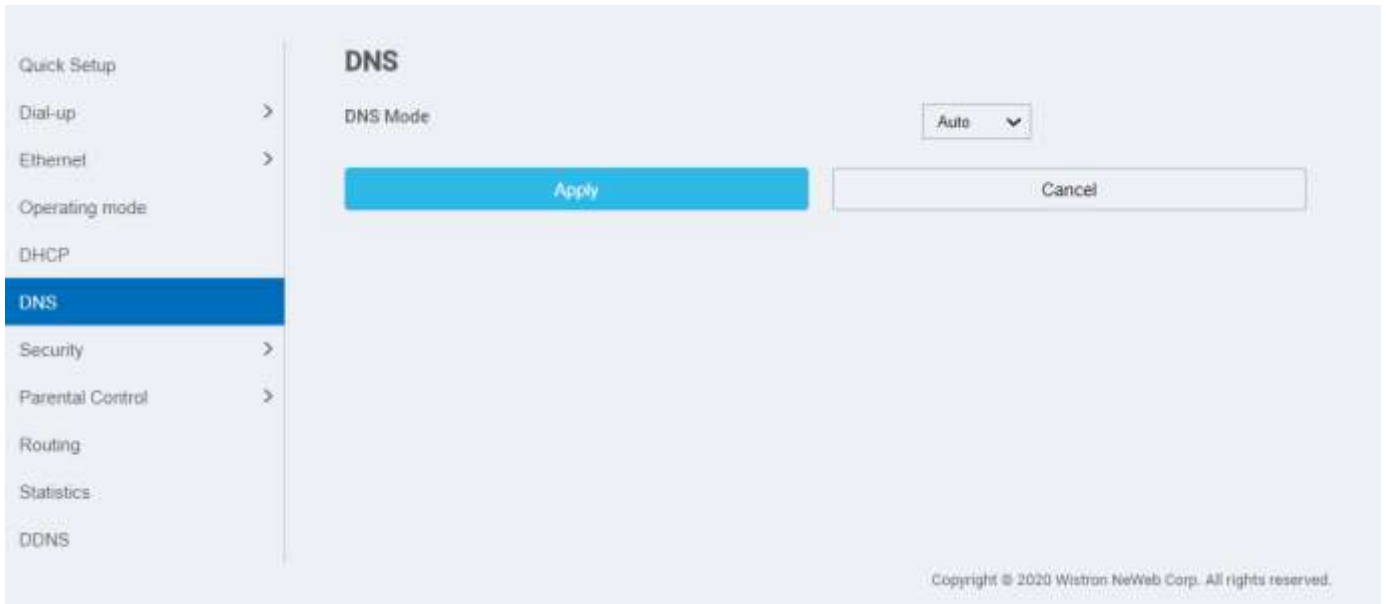 Quick Setup
Dial-up
Ethernet
Operating mode
DHCP
DNS
Security
Parental Control
Routing
Statistics
DDNS
DNS
DNS Mode
Auto
Apply
Cancel
Copyright © 2020 Wistron NeWeb Corp. All rights reserved.